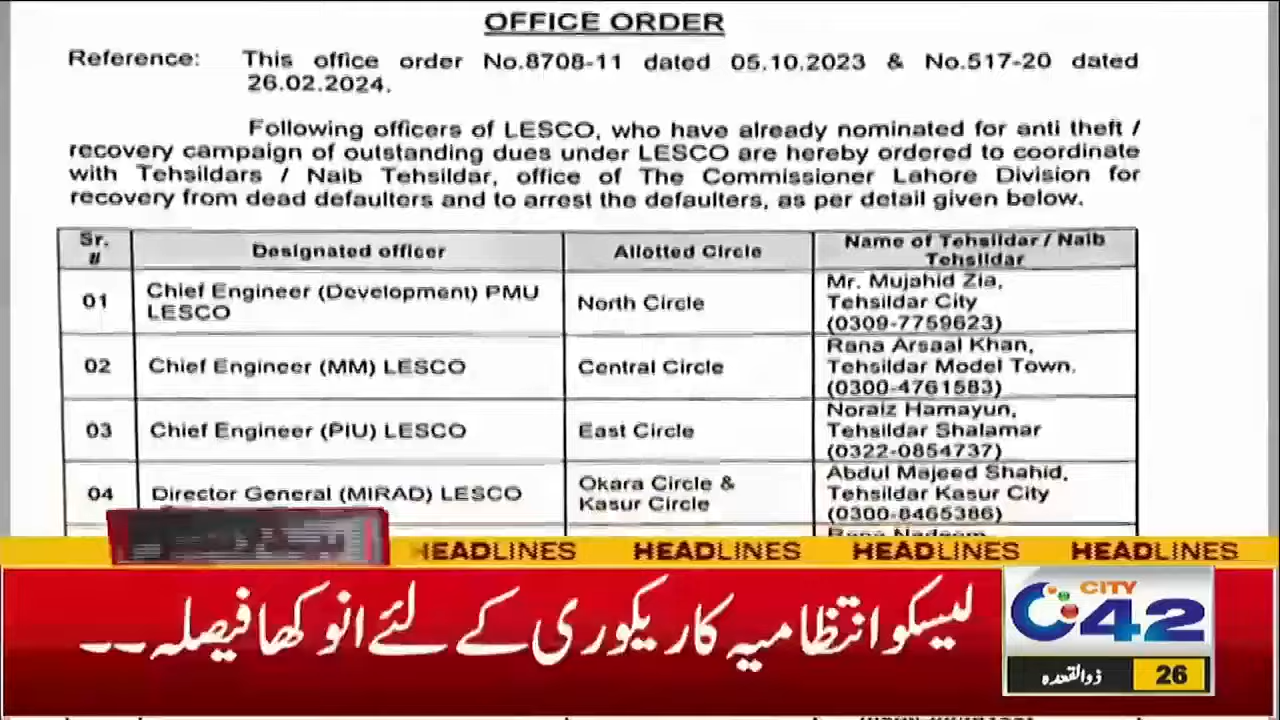 OFFICE ORDER
Reference: This office order No.8708-11 dated 05.10.2023 & No.517-20 dated
26.02.2024.
Following officers of LESCO, who have already nominated for anti theft /
recovery campaign of outstanding dues under LESCO are hereby ordered to coordinate
with Tehsildars / Naib Tehsildar, office of The Commissioner Lahore Division for
recovery from dead defaulters and to arrest the defaulters, as per detail given below.
Sr. # Designated officer Allotted Circle Name of Tehsildar / Naib Tehsildar
01 Chief Engineer (Development) PMU LESCO North Circle Mr. Mujahid Zia, Tehsildar City (0309-7759623)
02 Chief Engineer (MM) LESCO Central Circle Rana Arsaal Khan, Tehsildar Model Town. (0300-4761583)
03 Chief Engineer (PIU) LESCO East Circle Noraiz Hamayun, Tehsildar Shalamar (0322-0854737)
04 Director General (MIRAD) LESCO Okara Circle & Kasur Circle Abdul Majeed Shahid, Tehsildar Kasur City (0300-8465386)
Rana Nadeem
HEADLINES HEADLINES HEADLINES HEADLINES
لیسکو انتظامیہ کا ریکوری کے لئے انوکھا فیصلہ۔۔
CITY 42
ذوالقعدہ 26